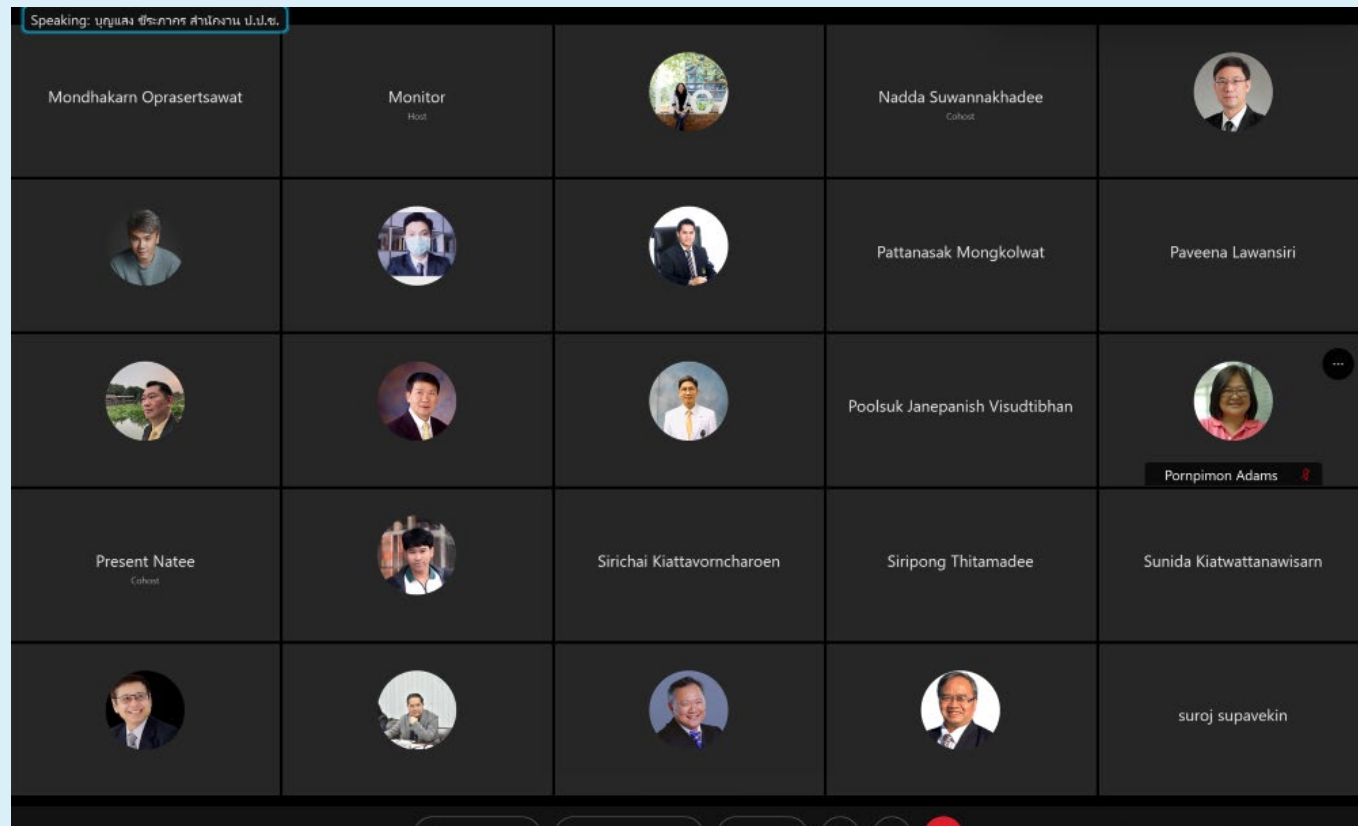 Speaking: บุญแสง ชีระภากร สำนักงาน ป.ป.ช.
Mondhakarn Oprasertsawat
Monitor
Host
Nadda Suwannakhadee
Cohost
Pattanasak Mongkolwat
Paveena Lawansiri
Poolsuk Janepanish Visudtibhan
Pornpimon Adams
Present Natee
Cohost
Sirichai Kiattavorncharoen
Siripong Thitamadee
Sunida Kiatwattanawisarn
suroj supavekin